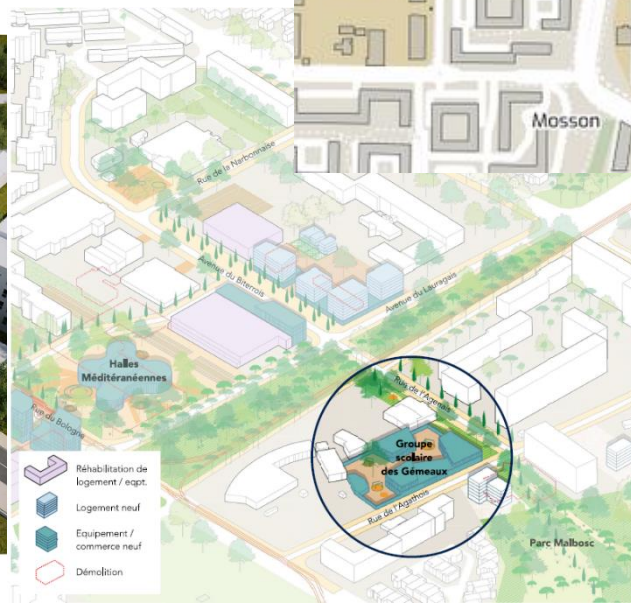 Mosson
Rue de la Narbonnaise
Avenue du Biterrois
Avenue du Lauragais
Halles
Méditéranéennes
Rue du Bologne
Rue de l'Agenais
Groupe
scolaire
des Gémeaux
Rue de l'Agathois
Parc Malbosc
Réhabilitation de
logement / eqpt.
Logement neuf
Equipement /
commerce neuf
Démolition